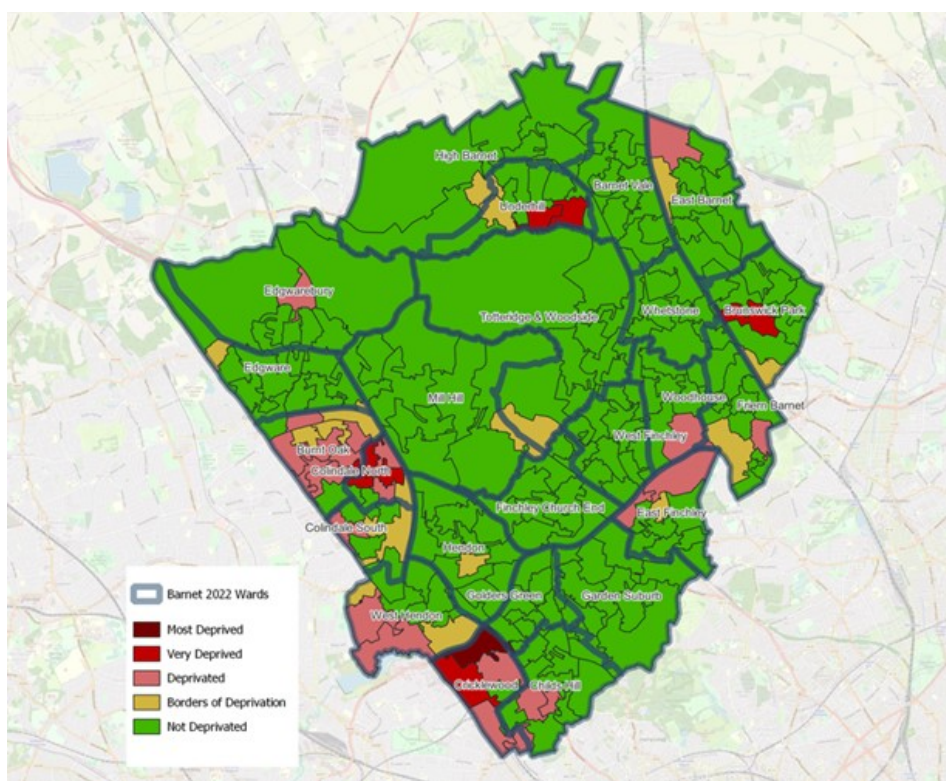 High Barnet
Barnet Vale
Underhill
East Barnet
Edgwarebury
Totteridge & Woodside
Whetstone
Brunswick Park
Edgware
Mill Hill
Woodhouse
Friern Barnet
West Finchley
Burnt Oak
Colindale North
Finchley Church End
East Finchley
Colindale South
Hendon
Golders Green
Garden Suburb
West Hendon
Cricklewood
Childs Hill
Barnet 2022 Wards
Most Deprived
Very Deprived
Deprivated
Borders of Deprivation
Not Deprivated